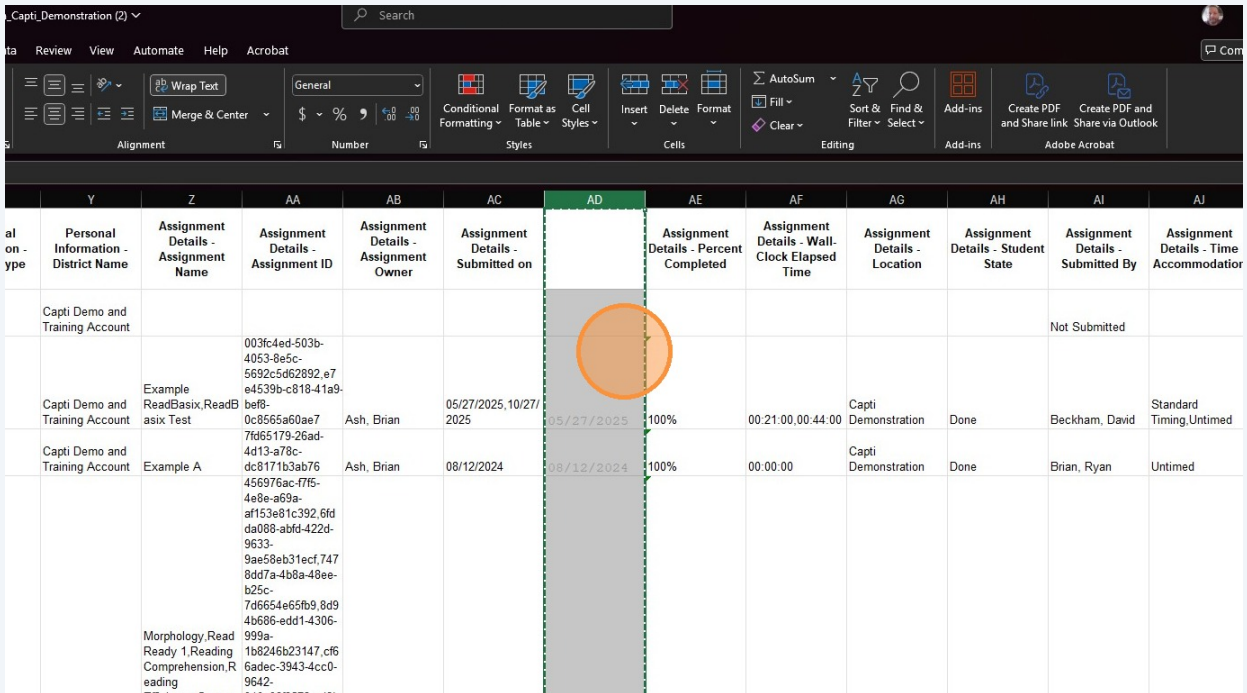 _Capti_Demonstration (2)
Search
Review View Automate Help Acrobat
Com
Wrap Text
General
Merge & Center
$ % 9
Conditional Formatting
Format as Table
Cell Styles
Insert Delete Format
AutoSum
Fill
Clear
Sort & Filter
Find & Select
Add-ins
Create PDF and Share link
Create PDF and Share via Outlook
Alignment
Number
Styles
Cells
Editing
Add-ins
Adobe Acrobat
Y Z AA AB AC AD AE AF AG AH AI AJ
al
on -
ype
Personal
Information -
District Name
Assignment
Details -
Assignment
Name
Assignment
Details -
Assignment ID
Assignment
Details -
Assignment
Owner
Assignment
Details -
Submitted on
Assignment
Details - Percent
Completed
Assignment
Details - Wall-
Clock Elapsed
Time
Assignment
Details -
Location
Assignment
Details - Student
State
Assignment
Details -
Submitted By
Assignment
Details - Time
Accommodation
Capti Demo and
Training Account
Not Submitted
Capti Demo and
Training Account
Example
ReadBasix,ReadB
asix Test
003fc4ed-503b-
4053-8e5c-
5692c5d62892,e7
e4539b-c818-41a9-
bef8-
0c8565a60ae7
Ash, Brian
05/27/2025,10/27/
2025
05/27/2025
100%
00:21:00,00:44:00
Capti
Demonstration
Done
Beckham, David
Standard
Timing,Untimed
Capti Demo and
Training Account
Example A
7fd65179-26ad-
4d13-a78c-
dc8171b3ab76
Ash, Brian
08/12/2024
08/12/2024
100%
00:00:00
Capti
Demonstration
Done
Brian, Ryan
Untimed
Morphology,Read
Ready 1,Reading
Comprehension,R
eading
456976ac-f7f5-
4e8e-a69a-
af153e81c392,6fd
da088-abfd-422d-
9633-
9ae58eb31ecf,747
8dd7a-4b8a-48ee-
b25c-
7d6654e65fb9,8d9
4b686-edd1-4306-
999a-
1b8246b23147,cf6
6adec-3943-4cc0-
9642-